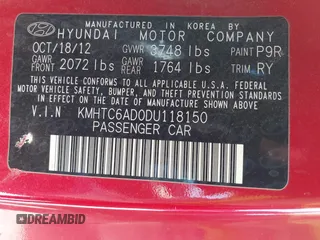 MANUFACTURED IN KOREA
HYUNDAI MOTOR COMPANY
OCT/18/12 GVWR 3748 lbs PAINT P9R
GAWR FRONT 2072 lbs GAWR REAR 1764 lbs TRIM RY
THIS VEHICLE CONFORMS TO ALL APPLICABLE U.S. FEDERAL MOTOR VEHICLE SAFETY, BUMPER, AND THEFT PREVENTION STANDARDS IN EFFECT ON THE DATE OF MANUFACTURE SHOWN ABOVE.
V.I.N KMHTC6AD0DU118150
PASSENGER CAR
DREAMBID